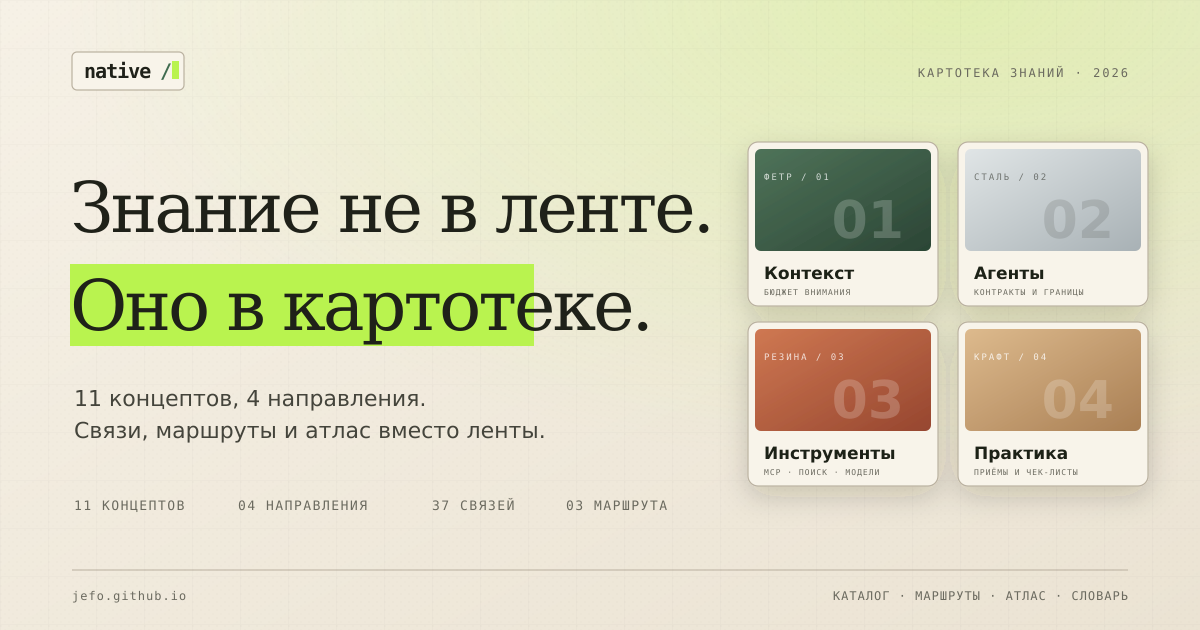 native /
КАРТОТЕКА ЗНАНИЙ · 2026
Знание не в ленте.
Оно в картотеке.
11 концептов, 4 направления.
Связи, маршруты и атлас вместо ленты.
11 КОНЦЕПТОВ 04 НАПРАВЛЕНИЯ 37 СВЯЗЕЙ 03 МАРШРУТА
ФЕТР / 01
01
Контекст
БЮДЖЕТ ВНИМАНИЯ
СТАЛЬ / 02
02
Агенты
КОНТРАКТЫ И ГРАНИЦЫ
РЕЗИНА / 03
03
Инструменты
MCP · ПОИСК · МОДЕЛИ
КРАФТ / 04
04
Практика
ПРИЁМЫ И ЧЕК-ЛИСТЫ
jefo.github.io
КАТАЛОГ · МАРШРУТЫ · АТЛАС · СЛОВАРЬ